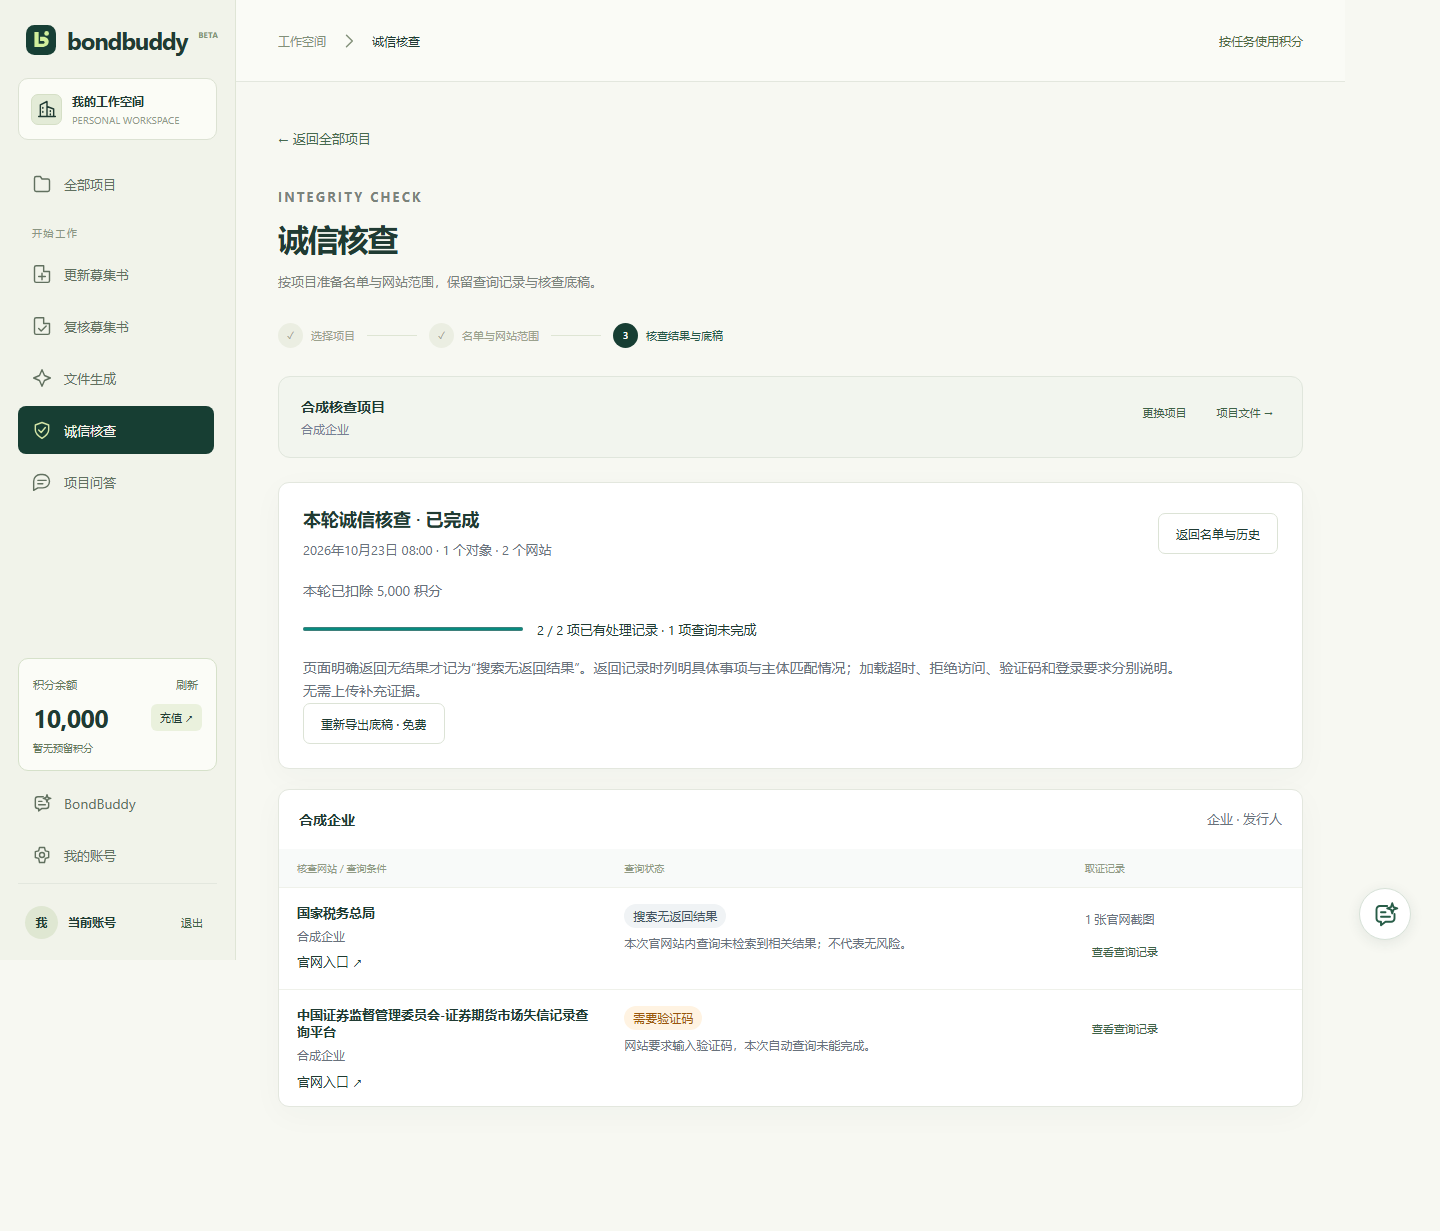 bondbuddy BETA
我的工作空间
PERSONAL WORKSPACE
全部项目
开始工作
更新募集书
复核募集书
文件生成
诚信核查
项目问答
积分余额 刷新
10,000 充值 ↗
暂无预留积分
BondBuddy
我的账号
我 当前账号 退出
工作空间 > 诚信核查 按任务使用积分
← 返回全部项目
INTEGRITY CHECK
诚信核查
按项目准备名单与网站范围，保留查询记录与核查底稿。
✓ 选择项目 ✓ 名单与网站范围 3 核查结果与底稿
合成核查项目
合成企业
更换项目 项目文件 →
本轮诚信核查 · 已完成
2026年10月23日 08:00 · 1 个对象 · 2 个网站
返回名单与历史
本轮已扣除 5,000 积分
2 / 2 项已有处理记录 · 1 项查询未完成
页面明确返回无结果才记为“搜索无返回结果”。返回记录时列明具体事项与主体匹配情况；加载超时、拒绝访问、验证码和登录要求分别说明。
无需上传补充证据。
重新导出底稿 · 免费
合成企业 企业 · 发行人
核查网站 / 查询条件 查询状态 取证记录
国家税务总局
合成企业
官网入口 ↗
搜索无返回结果
本次官网站内查询未检索到相关结果；不代表无风险。
1 张官网截图
查看查询记录
中国证券监督管理委员会-证券期货市场失信记录查
询平台
合成企业
官网入口 ↗
需要验证码
网站要求输入验证码，本次自动查询未能完成。
查看查询记录